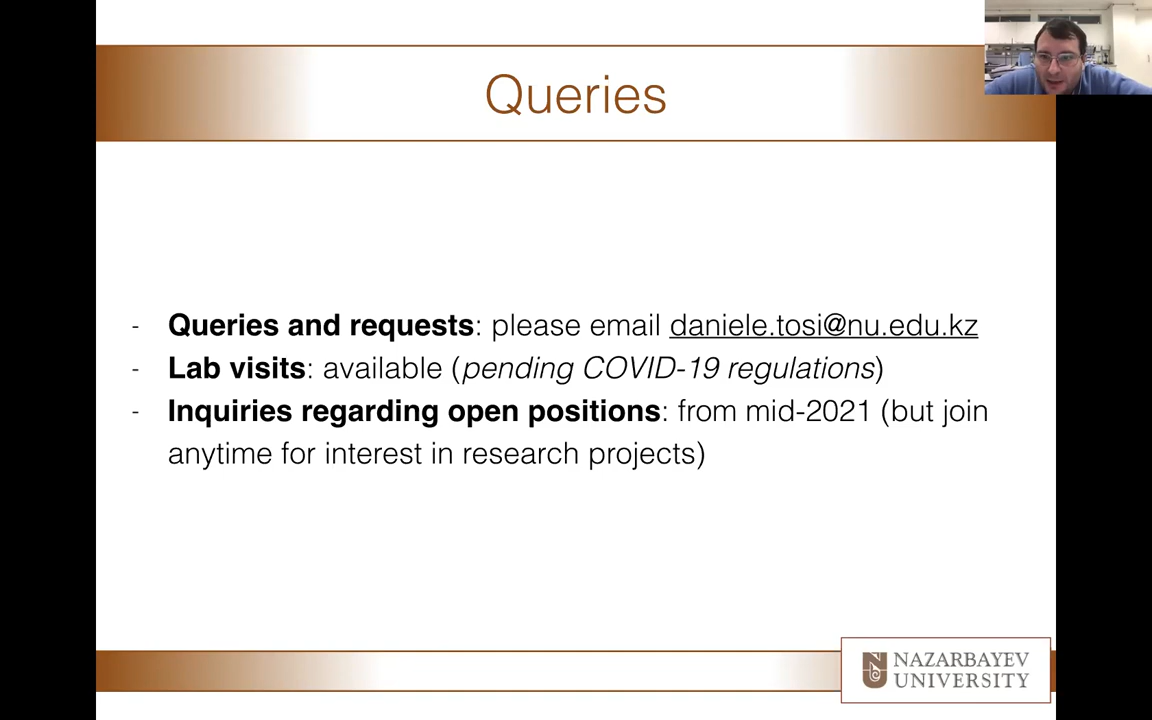 Queries
- Queries and requests: please email daniele.tosi@nu.edu.kz
- Lab visits: available (pending COVID-19 regulations)
- Inquiries regarding open positions: from mid-2021 (but join
anytime for interest in research projects)
NAZARBAYEV
UNIVERSITY